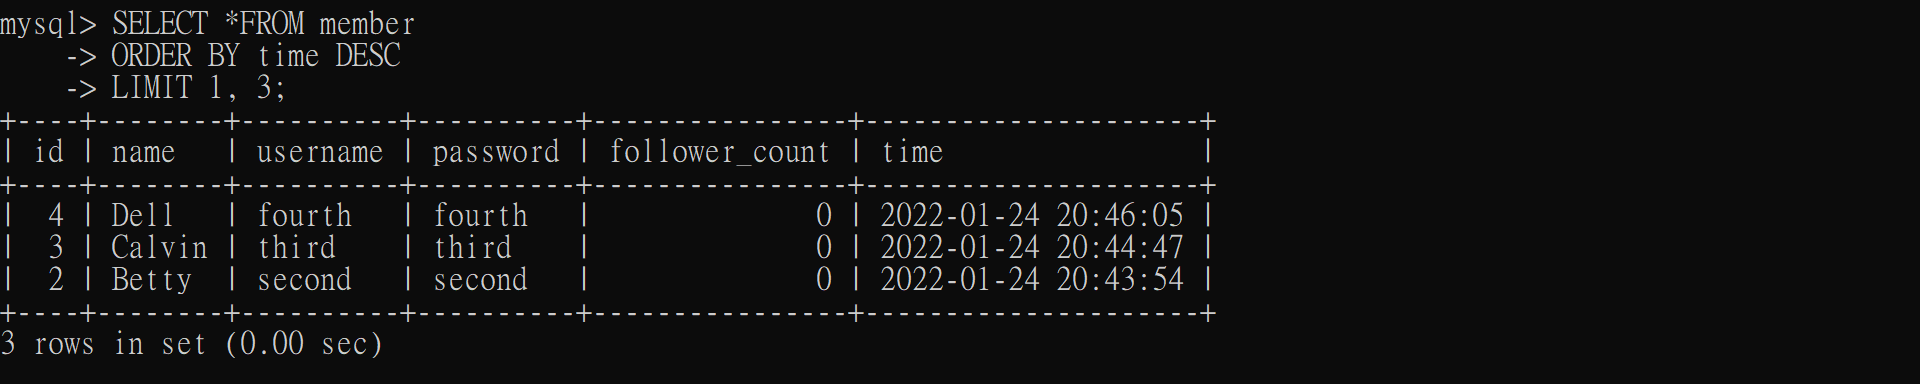 mysql> SELECT *FROM member
    -> ORDER BY time DESC
    -> LIMIT 1, 3;
+----+--------+----------+----------+----------------+---------------------+
| id | name   | username | password | follower_count | time                |
+----+--------+----------+----------+----------------+---------------------+
|  4 | Dell   | fourth   | fourth   |              0 | 2022-01-24 20:46:05 |
|  3 | Calvin | third    | third    |              0 | 2022-01-24 20:44:47 |
|  2 | Betty  | second   | second   |              0 | 2022-01-24 20:43:54 |
+----+--------+----------+----------+----------------+---------------------+
3 rows in set (0.00 sec)